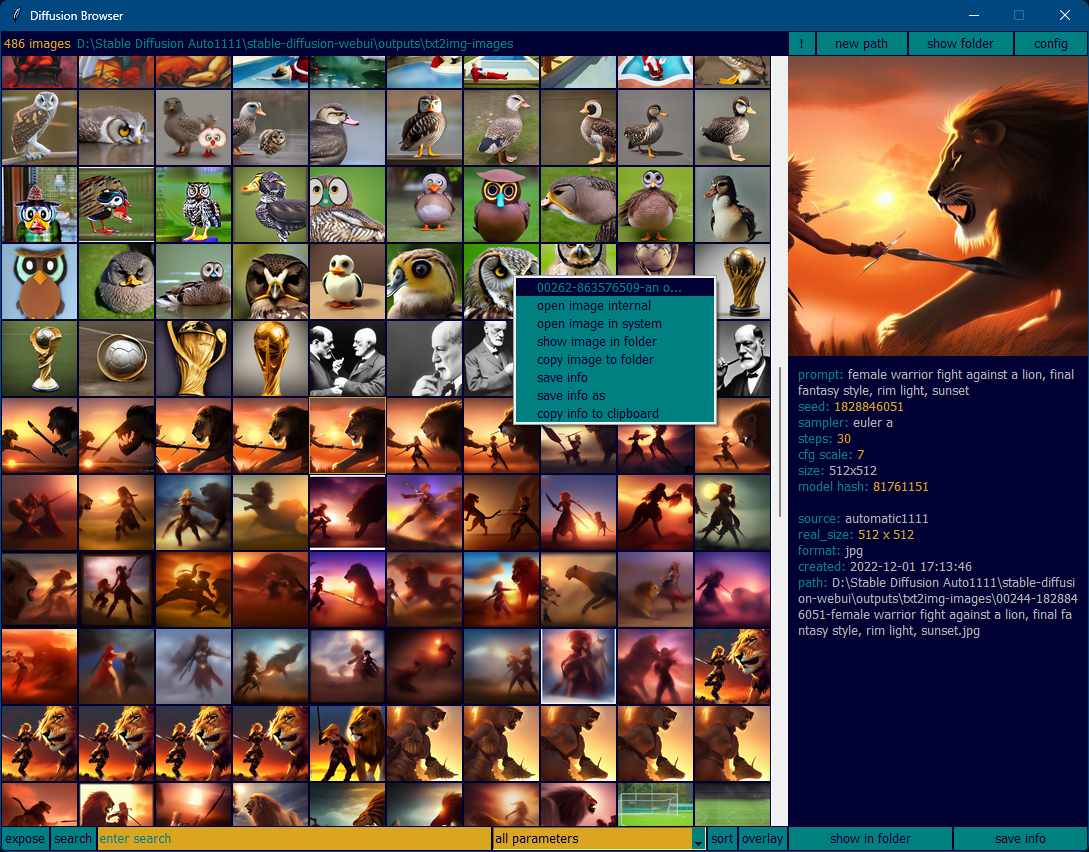 Diffusion Browser
486 images D:\Stable Diffusion Auto1111\stable-diffusion-webui\outputs\txt2img-images
! new path show folder config
00262-863576509-an o...
open image internal
open image in system
show image in folder
copy image to folder
save info
save info as
copy info to clipboard
prompt: female warrior fight against a lion, final
fantasy style, rim light, sunset
seed: 1828846051
sampler: euler a
steps: 30
cfg scale: 7
size: 512x512
model hash: 81761151
source: automatic1111
real_size: 512 x 512
format: jpg
created: 2022-12-01 17:13:46
path: D:\Stable Diffusion Auto1111\stable-diffusi
on-webui\outputs\txt2img-images\00244-182884
6051-female warrior fight against a lion, final fa
ntasy style, rim light, sunset.jpg
expose search enter search all parameters sort overlay show in folder save info